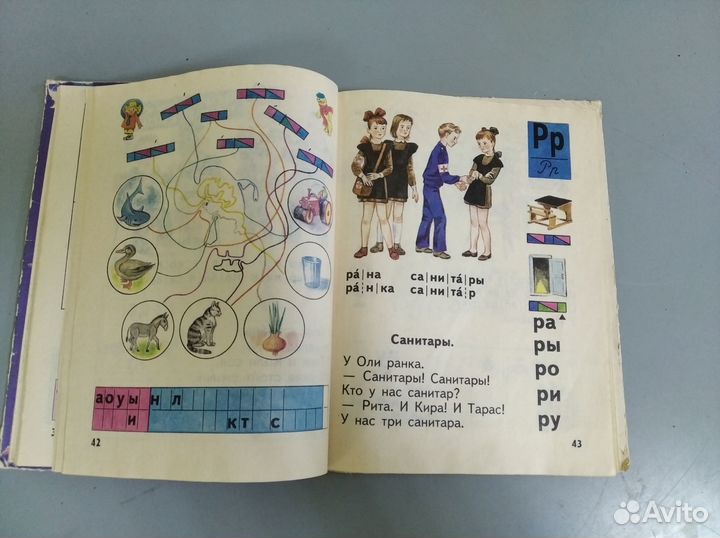 аоуы н л
и кт с
42
Рр
Рр
ра́|на са|ни|та́|ры
ра́|н|ка са|ни|та́|р
Санитары.
У Оли ранка.
— Санитары! Санитары!
Кто у нас санитар?
— Рита. И Кира! И Тарас!
У нас три санитара.
ра
ры
ро
ри
ру
43
Avito